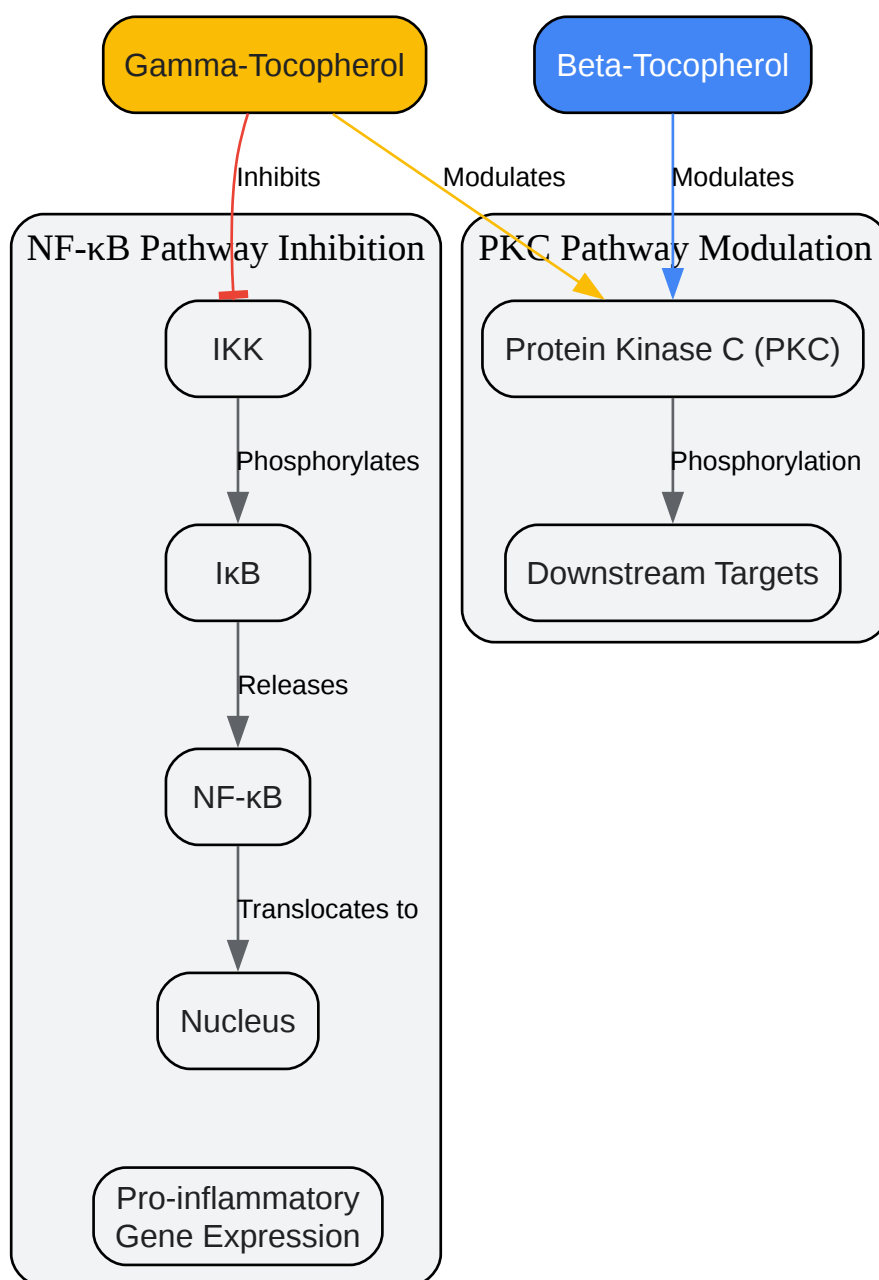 Gamma-Tocopherol
Beta-Tocopherol
Inhibits
Modulates
Modulates
NF-κB Pathway Inhibition
PKC Pathway Modulation
IKK
Protein Kinase C (PKC)
Phosphorylates
Phosphorylation
IκB
Downstream Targets
Releases
NF-κB
Translocates to
Nucleus
Pro-inflammatory
Gene Expression